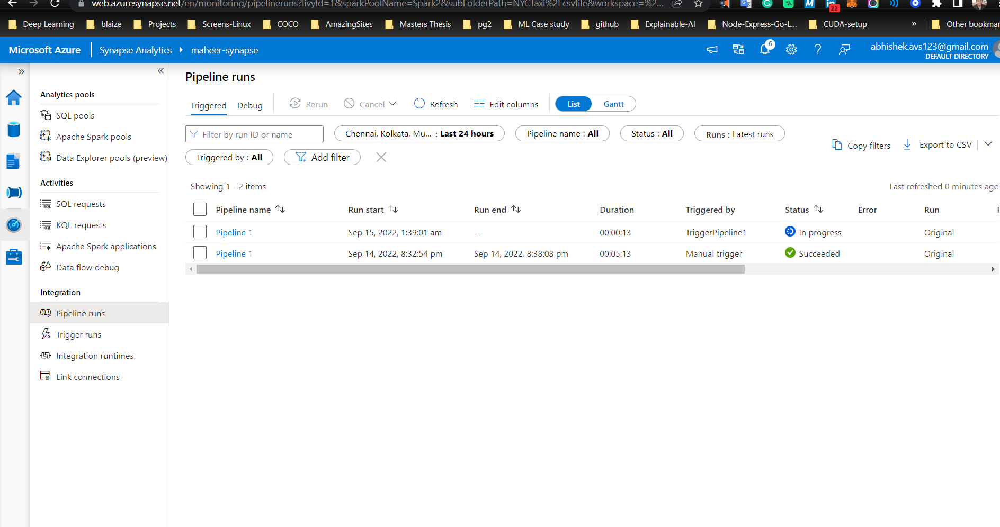 web.azuresynapse.net/en/monitoring/pipelineruns?livyId=1&sparkPoolName=Spark2&subFolderPath=NYCTaxi%2Fcsvfile&workspace=%2...
22
Deep Learning blaize Projects Screens-Linux COCO AmazingSites Masters Thesis pg2 ML Case study github Explainable-AI Node-Express-Go-L... CUDA-setup » Other bookmar
Microsoft Azure Synapse Analytics maheer-synapse 6 abhishek.avs123@gmail.com
DEFAULT DIRECTORY
Pipeline runs
Triggered Debug Rerun Cancel Refresh Edit columns List Gantt
Filter by run ID or name Chennai, Kolkata, Mu... : Last 24 hours Pipeline name : All Status : All Runs : Latest runs
Copy filters Export to CSV
Triggered by : All Add filter
Showing 1 - 2 items Last refreshed 0 minutes ago
Pipeline name Run start Run end Duration Triggered by Status Error Run
Pipeline 1 Sep 15, 2022, 1:39:01 am -- 00:00:13 TriggerPipeline1 In progress Original
Pipeline 1 Sep 14, 2022, 8:32:54 pm Sep 14, 2022, 8:38:08 pm 00:05:13 Manual trigger Succeeded Original
Analytics pools
SQL pools
Apache Spark pools
Data Explorer pools (preview)
Activities
SQL requests
KQL requests
Apache Spark applications
Data flow debug
Integration
Pipeline runs
Trigger runs
Integration runtimes
Link connections